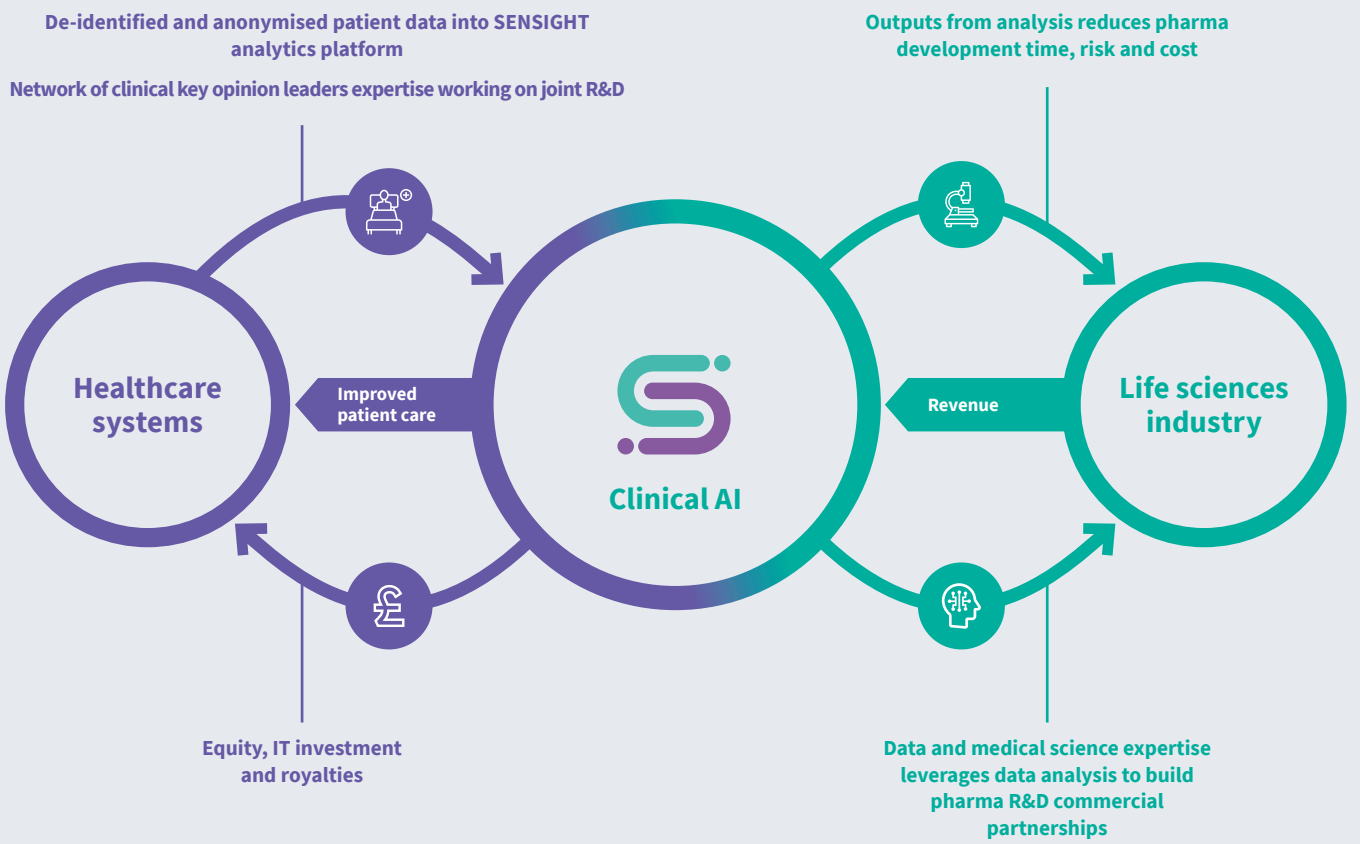 De-identified and anonymised patient data into SENSIGHT
analytics platform
Network of clinical key opinion leaders expertise working on joint R&D
Outputs from analysis reduces pharma
development time, risk and cost
Healthcare
systems
Improved
patient care
Clinical AI
Revenue
Life sciences
industry
£
Equity, IT investment
and royalties
Data and medical science expertise
leverages data analysis to build
pharma R&D commercial
partnerships